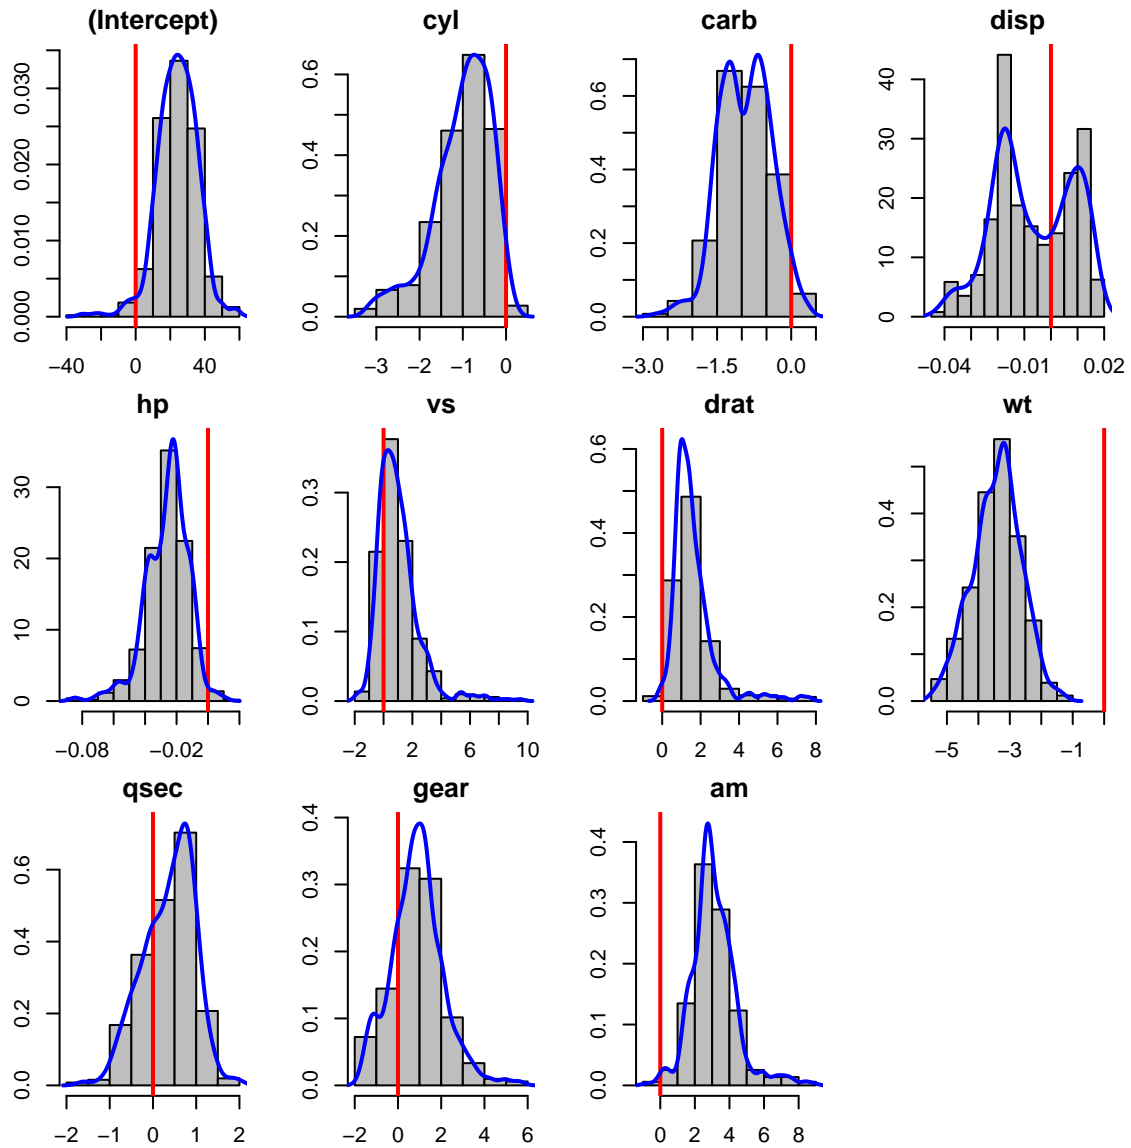 (Intercept) cyl carb disp
0.000 0.010 0.020 0.030
−40 0 40
0.0 0.2 0.4 0.6
−3 −2 −1 0
0.0 0.2 0.4 0.6
−3.0 −1.5 0.0
0 10 20 30 40
−0.04 −0.01 0.02
hp vs drat wt
0 10 20 30
−0.08 −0.02
0.0 0.1 0.2 0.3
−2 2 6 10
0.0 0.2 0.4 0.6
0 2 4 6 8
0.0 0.2 0.4
−5 −3 −1
qsec gear am
0.0 0.2 0.4 0.6
−2 −1 0 1 2
0.0 0.1 0.2 0.3 0.4
−2 0 2 4 6
0.0 0.1 0.2 0.3 0.4
0 2 4 6 8